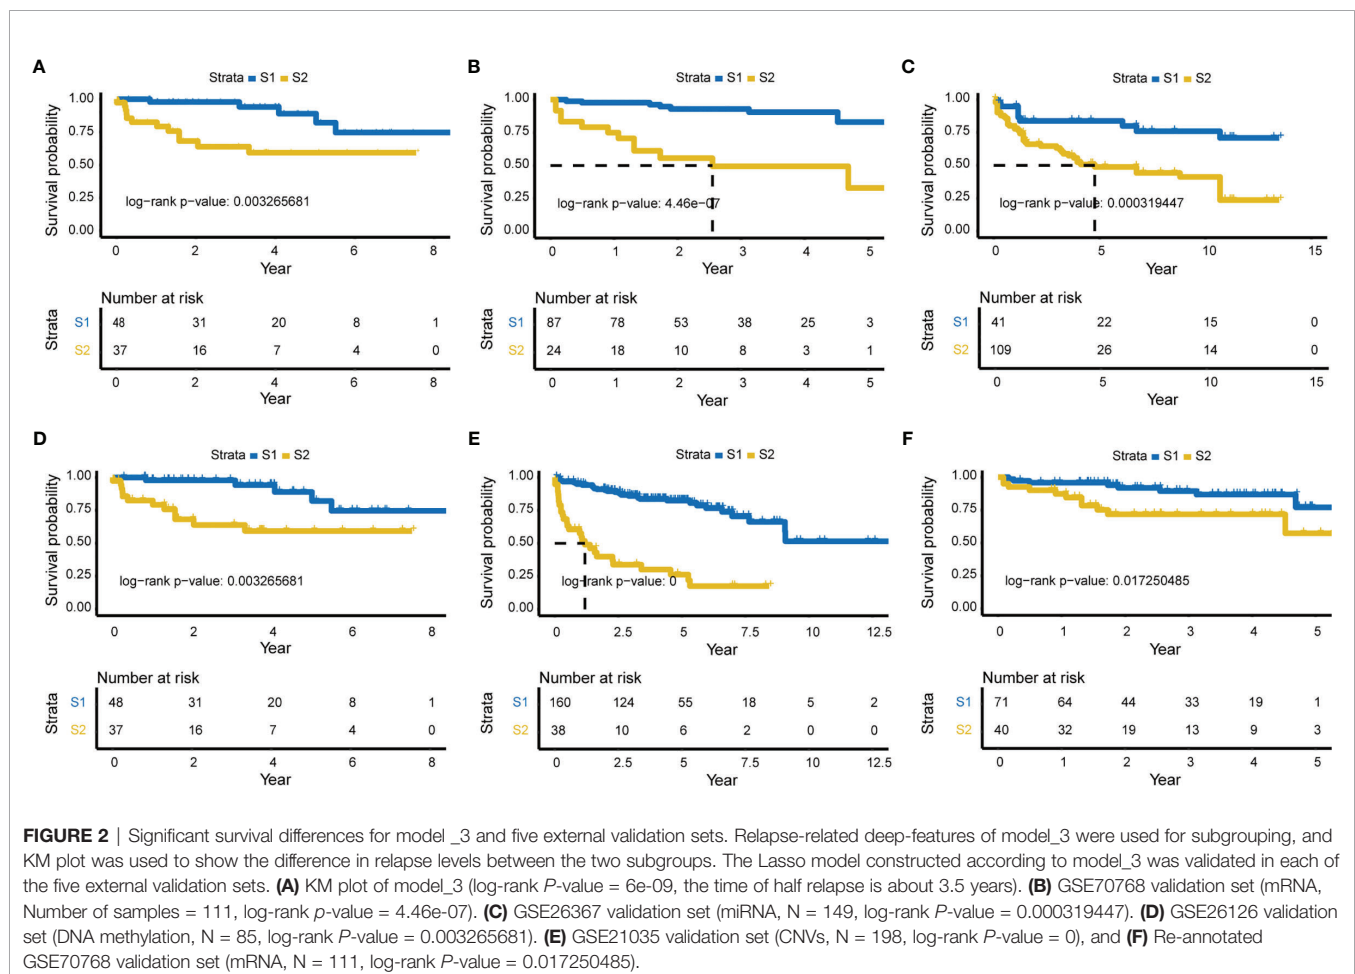 A
Strata S1 S2
Survival probability
1.00
0.75
0.50
0.25
0.00
log-rank p-value: 0.003265681
0 2 4 6 8
Year
Number at risk
Strata
S1 48 31 20 8 1
S2 37 16 7 4 0
0 2 4 6 8
Year
B
Strata S1 S2
Survival probability
1.00
0.75
0.50
0.25
0.00
log-rank p-value: 4.46e-07
0 1 2 3 4 5
Year
Number at risk
Strata
S1 87 78 53 38 25 3
S2 24 18 10 8 3 1
0 1 2 3 4 5
Year
C
Strata S1 S2
Survival probability
1.00
0.75
0.50
0.25
0.00
log-rank p-value: 0.000319447
0 5 10 15
Year
Number at risk
Strata
S1 41 22 15 0
S2 109 26 14 0
0 5 10 15
Year
D
Strata S1 S2
Survival probability
1.00
0.75
0.50
0.25
0.00
log-rank p-value: 0.003265681
0 2 4 6 8
Year
Number at risk
Strata
S1 48 31 20 8 1
S2 37 16 7 4 0
0 2 4 6 8
Year
E
Strata S1 S2
Survival probability
1.00
0.75
0.50
0.25
0.00
log-rank p-value: 0
0 2.5 5 7.5 10 12.5
Year
Number at risk
Strata
S1 160 124 55 18 5 2
S2 38 10 6 2 0 0
0 2.5 5 7.5 10 12.5
Year
F
Strata S1 S2
Survival probability
1.00
0.75
0.50
0.25
0.00
log-rank p-value: 0.017250485
0 1 2 3 4 5
Year
Number at risk
Strata
S1 71 64 44 33 19 1
S2 40 32 19 13 9 3
0 1 2 3 4 5
Year
FIGURE 2 | Significant survival differences for model _3 and five external validation sets. Relapse-related deep-features of model_3 were used for subgrouping, and
KM plot was used to show the difference in relapse levels between the two subgroups. The Lasso model constructed according to model_3 was validated in each of
the five external validation sets. (A) KM plot of model_3 (log-rank P-value = 6e-09, the time of half relapse is about 3.5 years). (B) GSE70768 validation set (mRNA,
Number of samples = 111, log-rank p-value = 4.46e-07). (C) GSE26367 validation set (miRNA, N = 149, log-rank P-value = 0.000319447). (D) GSE26126 validation
set (DNA methylation, N = 85, log-rank P-value = 0.003265681). (E) GSE21035 validation set (CNVs, N = 198, log-rank P-value = 0), and (F) Re-annotated
GSE70768 validation set (mRNA, N = 111, log-rank P-value = 0.017250485).